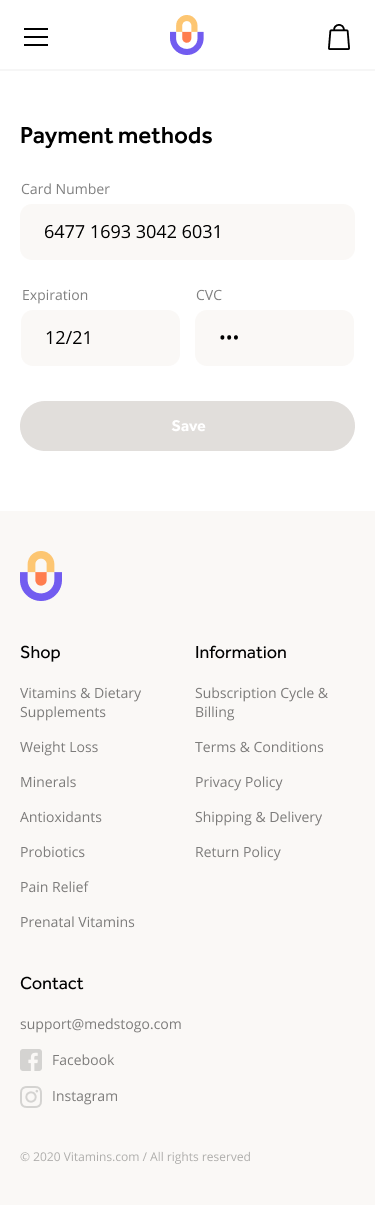 Payment methods
Card Number
6477 1693 3042 6031
Expiration
CVC
12/21
•••
Save
Shop
Vitamins & Dietary
Supplements
Weight Loss
Minerals
Antioxidants
Probiotics
Pain Relief
Prenatal Vitamins
Information
Subscription Cycle &
Billing
Terms & Conditions
Privacy Policy
Shipping & Delivery
Return Policy
Contact
support@medstogo.com
Facebook
Instagram
© 2020 Vitamins.com / All rights reserved